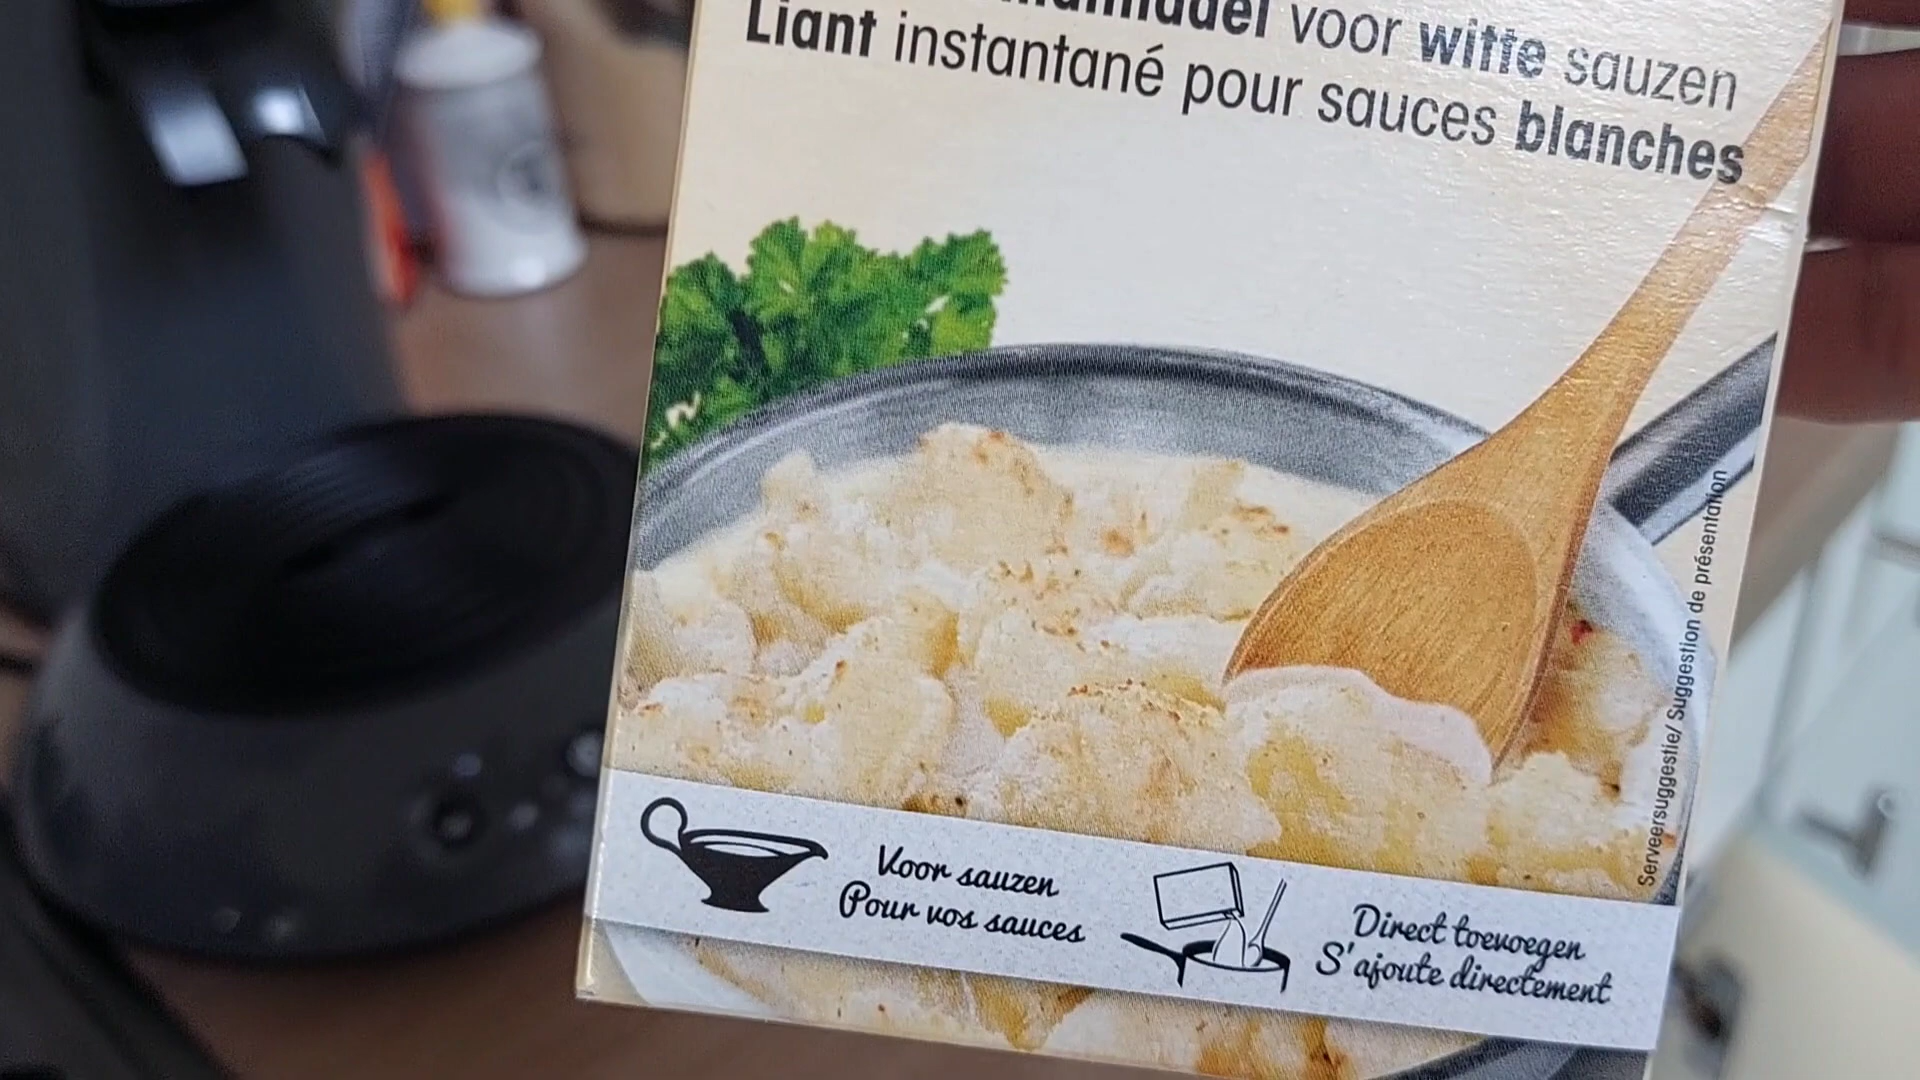 voor witte sauzen
Liant instantané pour sauces blanches
Serveersuggestie/ Suggestion de présentation
Voor sauzen
Pour vos sauces
Direct toevoegen
S'ajoute directement